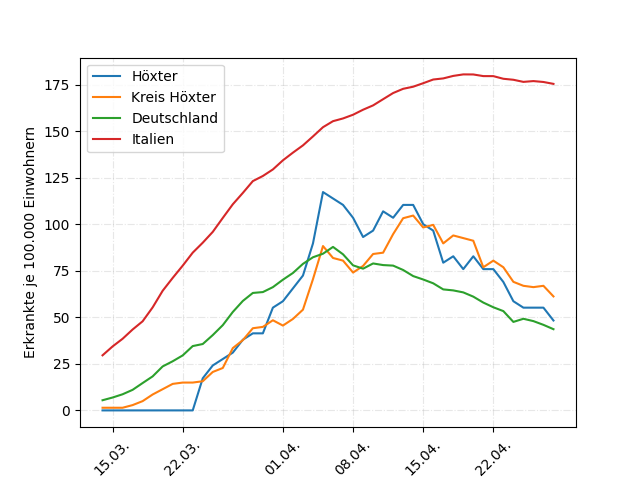 Höxter
Kreis Höxter
Deutschland
Italien
Erkrankte je 100.000 Einwohnern
175
150
125
100
75
50
25
0
15.03.
22.03.
01.04.
08.04.
15.04.
22.04.